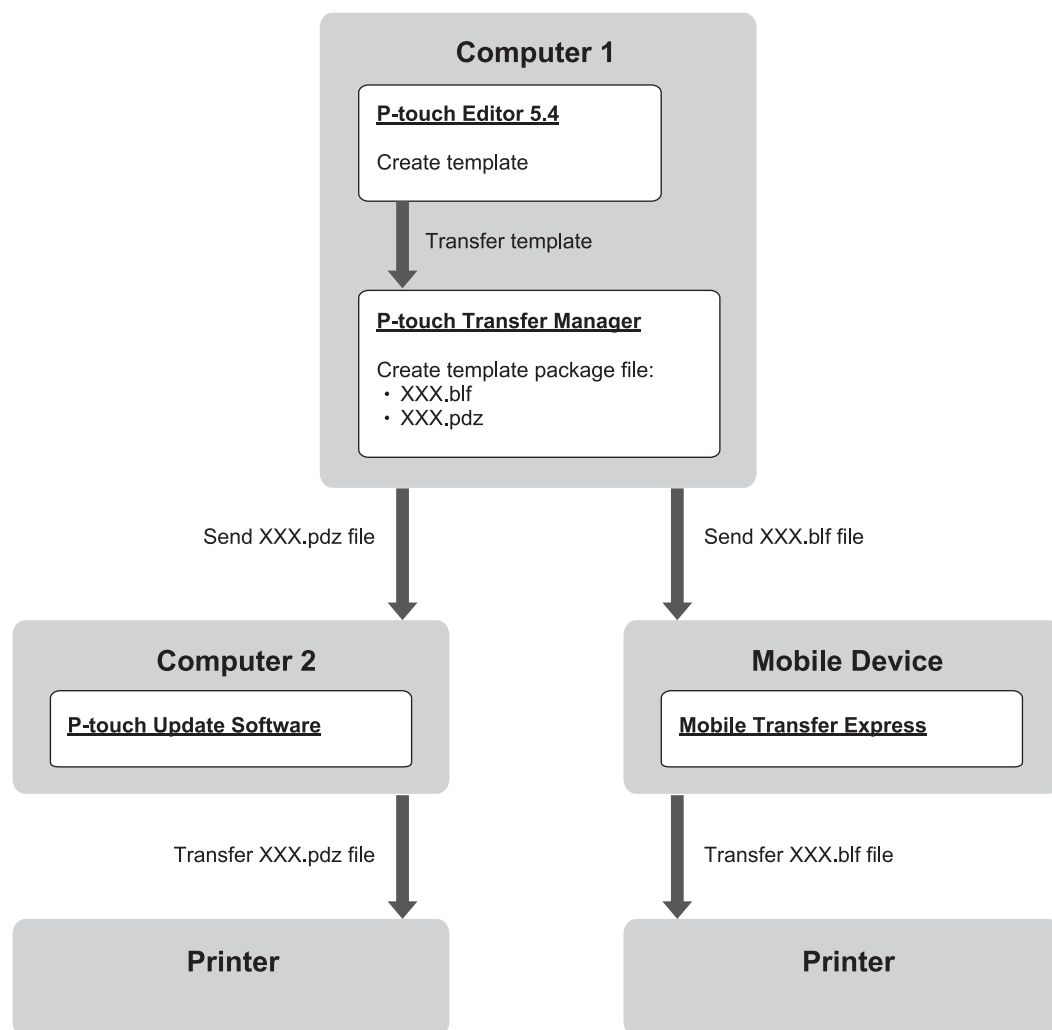 Computer 1
P-touch Editor 5.4
Create template
Transfer template
P-touch Transfer Manager
Create template package file:
• XXX.blf
• XXX.pdz
Send XXX.pdz file
Send XXX.blf file
Computer 2
P-touch Update Software
Mobile Device
Mobile Transfer Express
Transfer XXX.pdz file
Transfer XXX.blf file
Printer
Printer